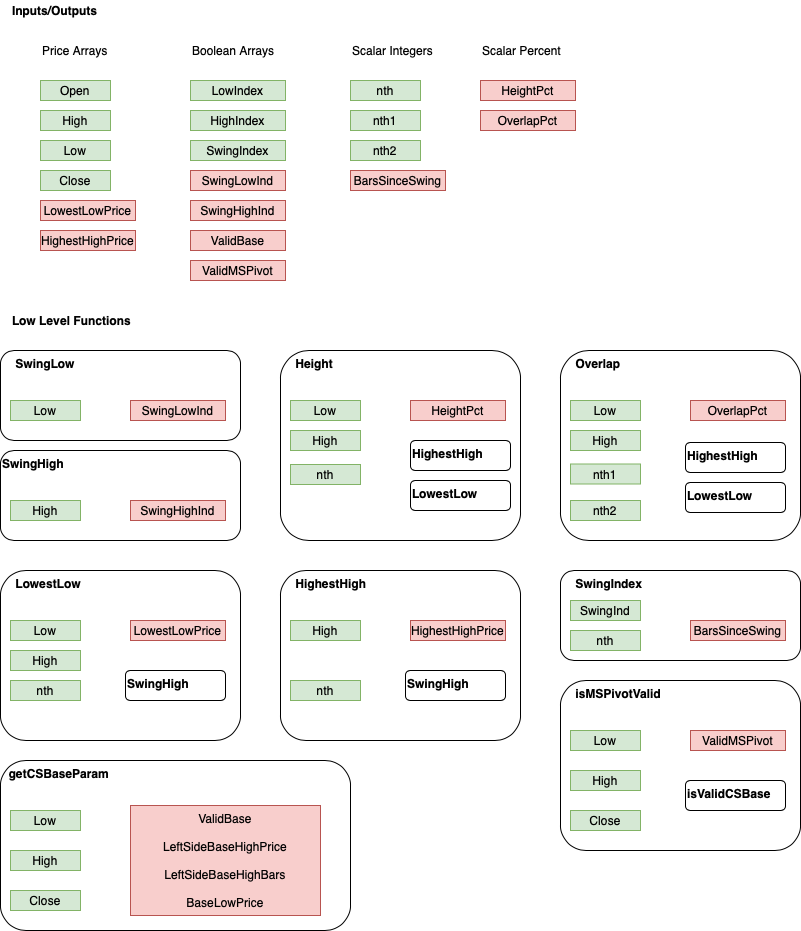 Inputs/Outputs
Price Arrays
Boolean Arrays
Scalar Integers
Scalar Percent
Open
LowIndex
nth
HeightPct
High
HighIndex
nth1
OverlapPct
Low
SwingIndex
nth2
Close
SwingLowInd
BarsSinceSwing
LowestLowPrice
SwingHighInd
HighestHighPrice
ValidBase
ValidMSPivot
Low Level Functions
SwingLow
Low
SwingLowInd
SwingHigh
High
SwingHighInd
Height
Low
HeightPct
High
HighestHigh
nth
LowestLow
Overlap
Low
OverlapPct
High
HighestHigh
nth1
LowestLow
nth2
LowestLow
Low
LowestLowPrice
High
SwingHigh
nth
HighestHigh
High
HighestHighPrice
SwingHigh
nth
SwingIndex
SwingInd
BarsSinceSwing
nth
isMSPivotValid
Low
ValidMSPivot
High
isValidCSBase
Close
getCSBaseParam
Low
High
Close
ValidBase
LeftSideBaseHighPrice
LeftSideBaseHighBars
BaseLowPrice